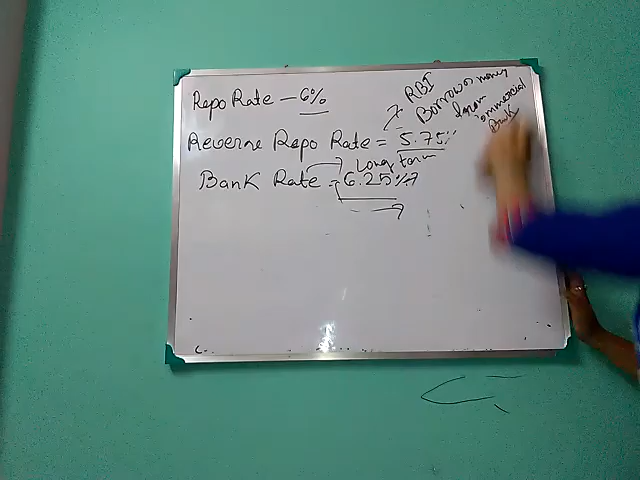 Repo Rate — 6%
RBI
Borrows money
from
commercial
Bank
Reverse Repo Rate = 5.75%
Long term
Bank Rate = 6.25%